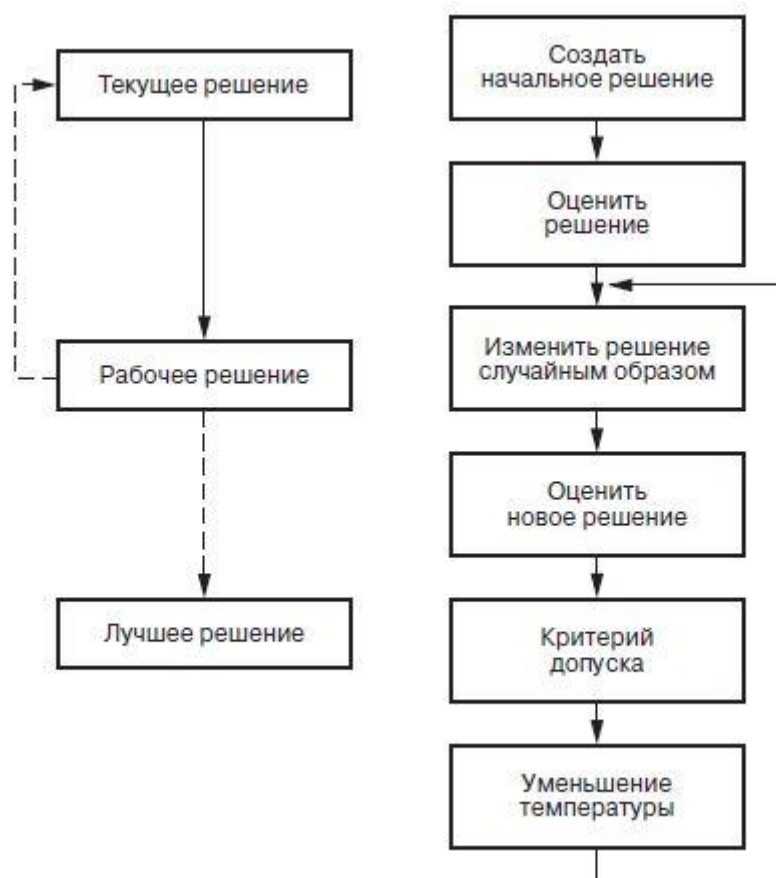 Текущее решение
Рабочее решение
Лучшее решение
Создать
начальное решение
Оценить
решение
Изменить решение
случайным образом
Оценить
новое решение
Критерий
допуска
Уменьшение
температуры